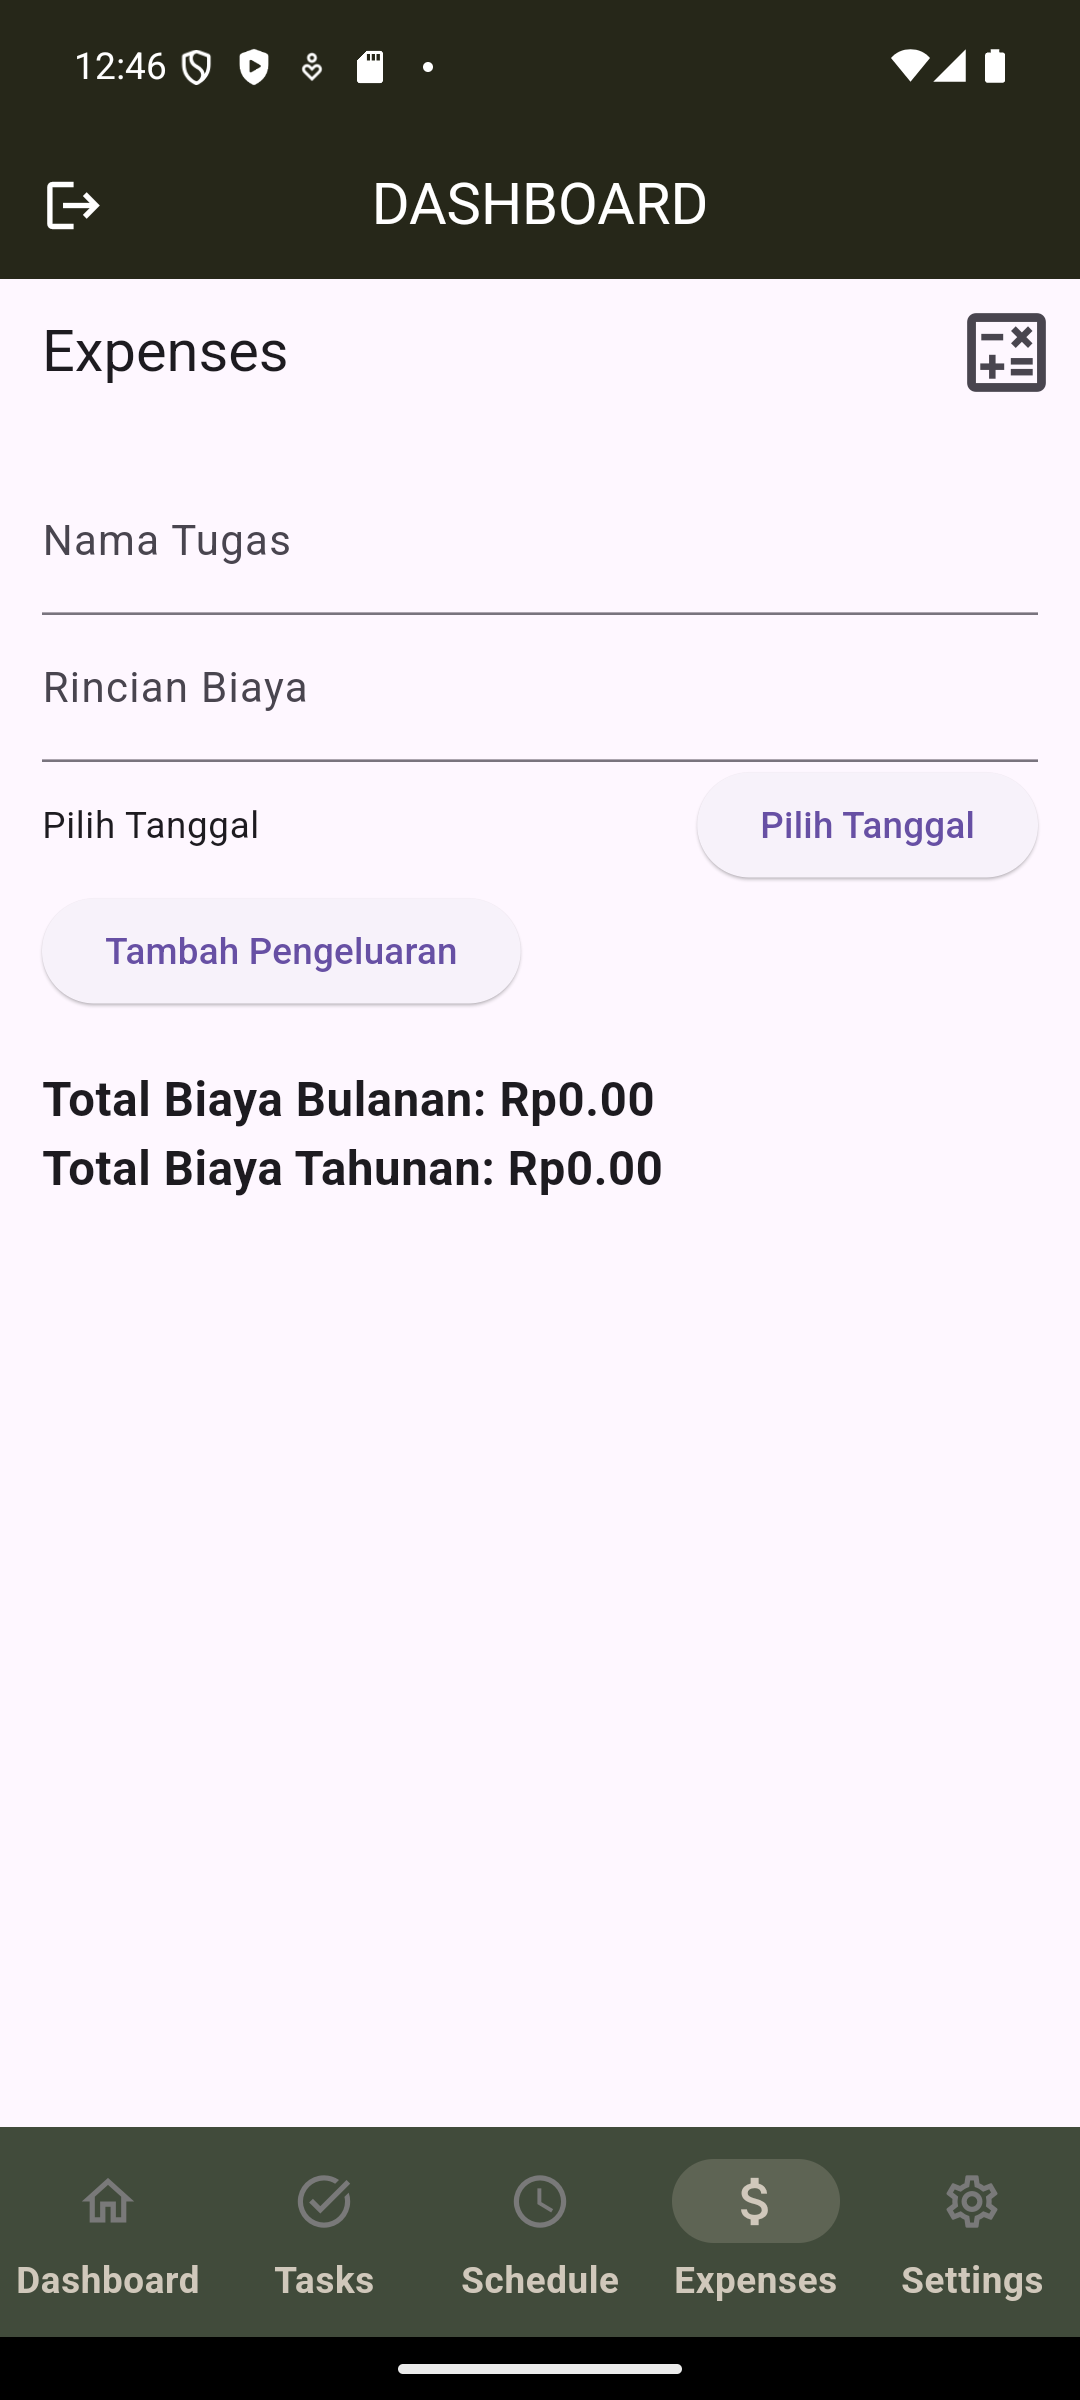 12:46
DASHBOARD
Expenses
Nama Tugas
Rincian Biaya
Pilih Tanggal
Pilih Tanggal
Tambah Pengeluaran
Total Biaya Bulanan: Rp0.00
Total Biaya Tahunan: Rp0.00
Dashboard
Tasks
Schedule
Expenses
Settings